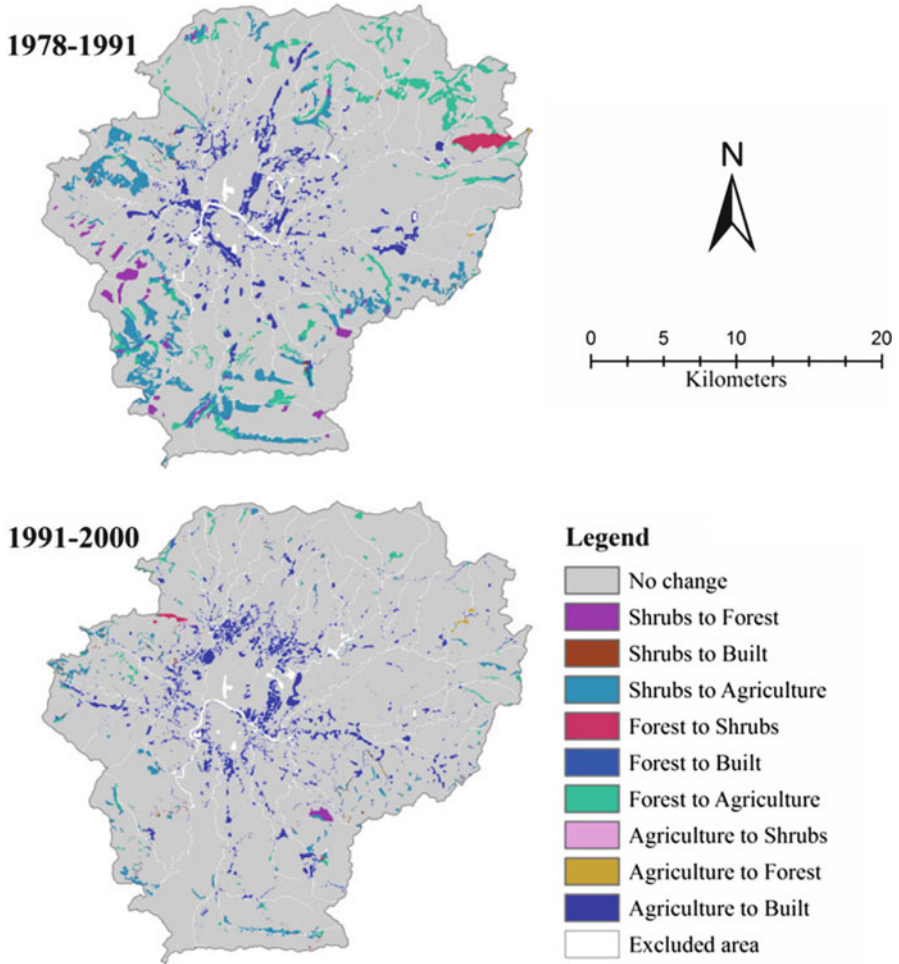 1978-1991
N
0 5 10 20
Kilometers
1991-2000
Legend
No change
Shrubs to Forest
Shrubs to Built
Shrubs to Agriculture
Forest to Shrubs
Forest to Built
Forest to Agriculture
Agriculture to Shrubs
Agriculture to Forest
Agriculture to Built
Excluded area